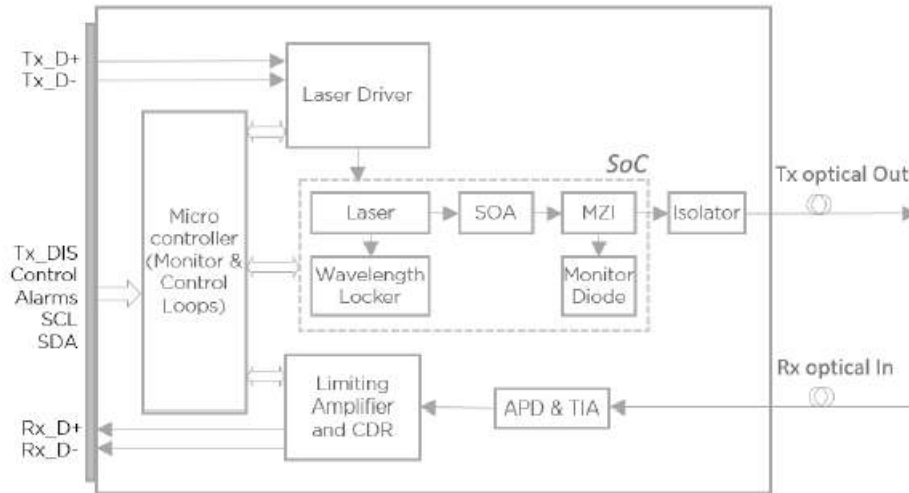 Tx_D+
Tx_D-
Laser Driver
SoC
Tx optical Out
Laser
SOA
MZI
Isolator
Micro
controller
(Monitor &
Control
Loops)
Wavelength
Locker
Monitor
Diode
Tx_DIS
Control
Alarms
SCL
SDA
Rx optical In
Limiting
Amplifier
and CDR
APD & TIA
Rx_D+
Rx_D-